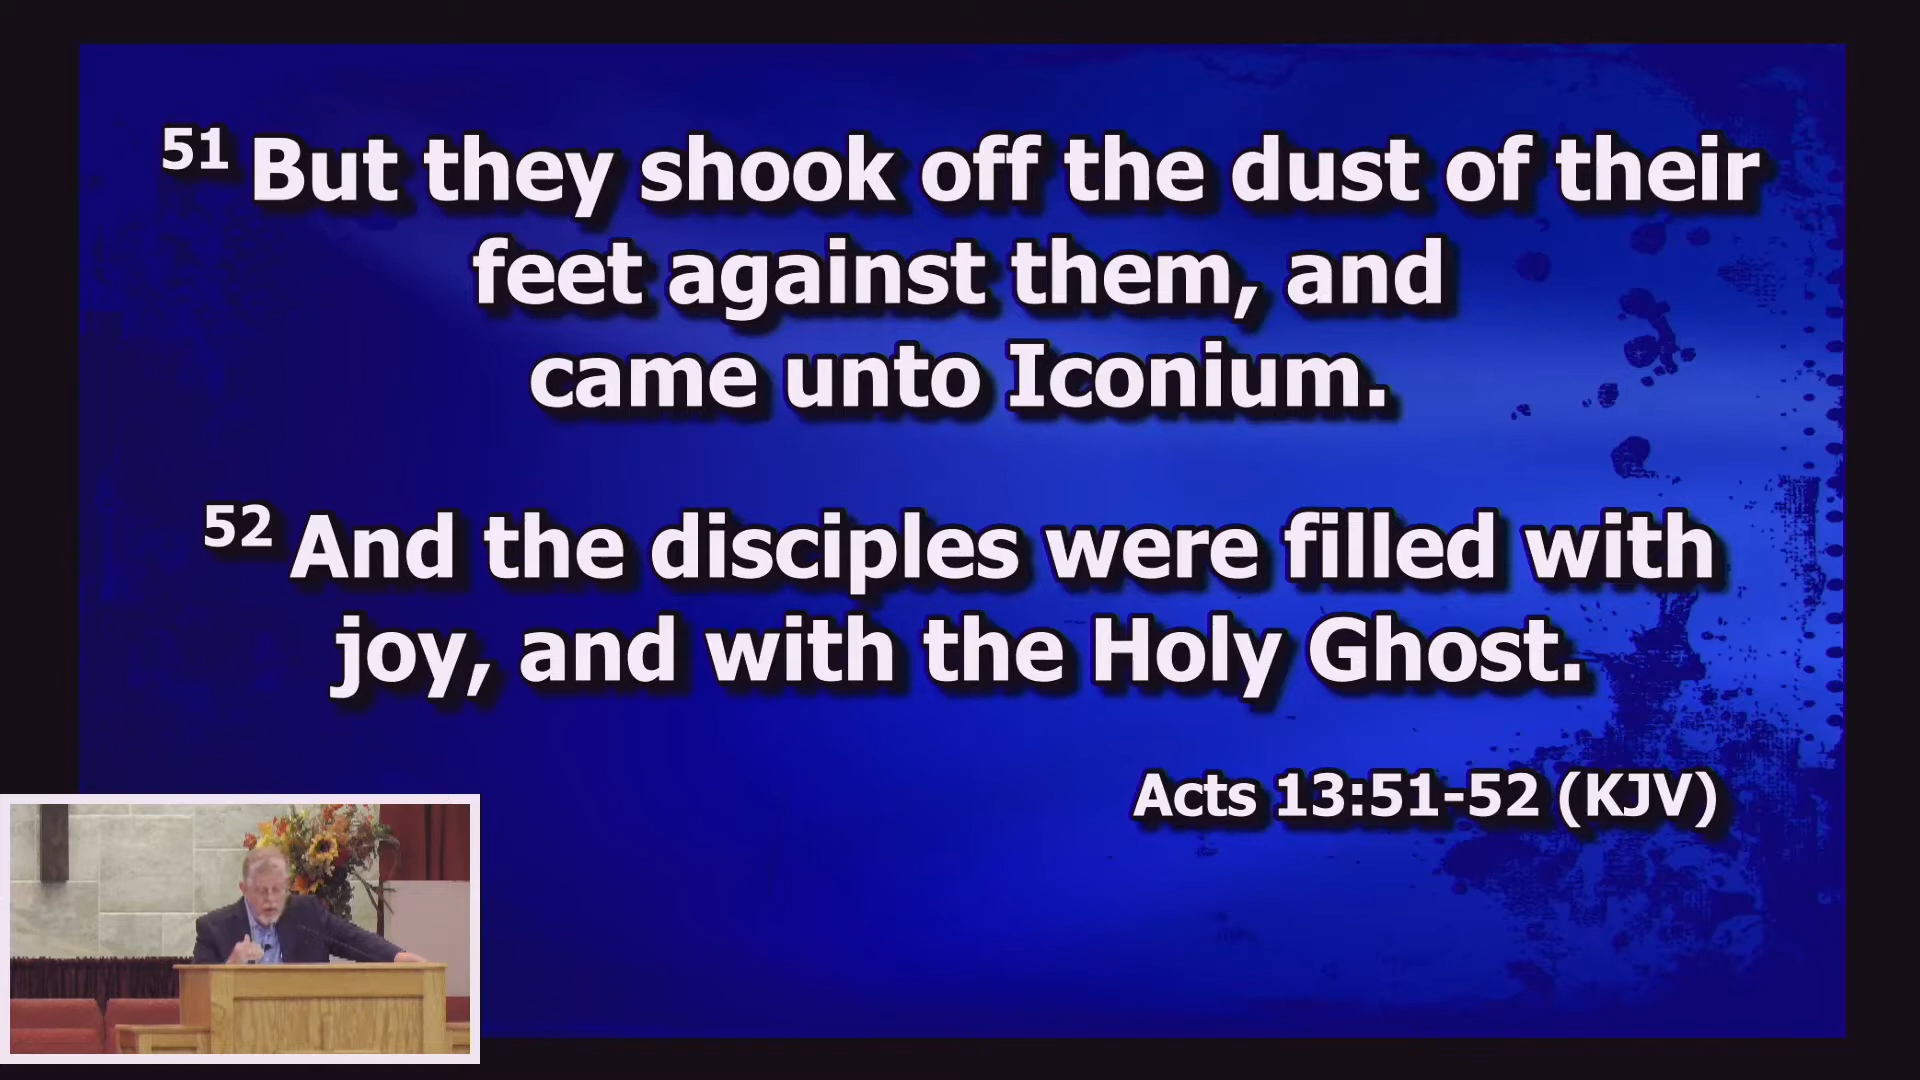 51 But they shook off the dust of their
feet against them, and
came unto Iconium.
52 And the disciples were filled with
joy, and with the Holy Ghost.
Acts 13:51-52 (KJV)